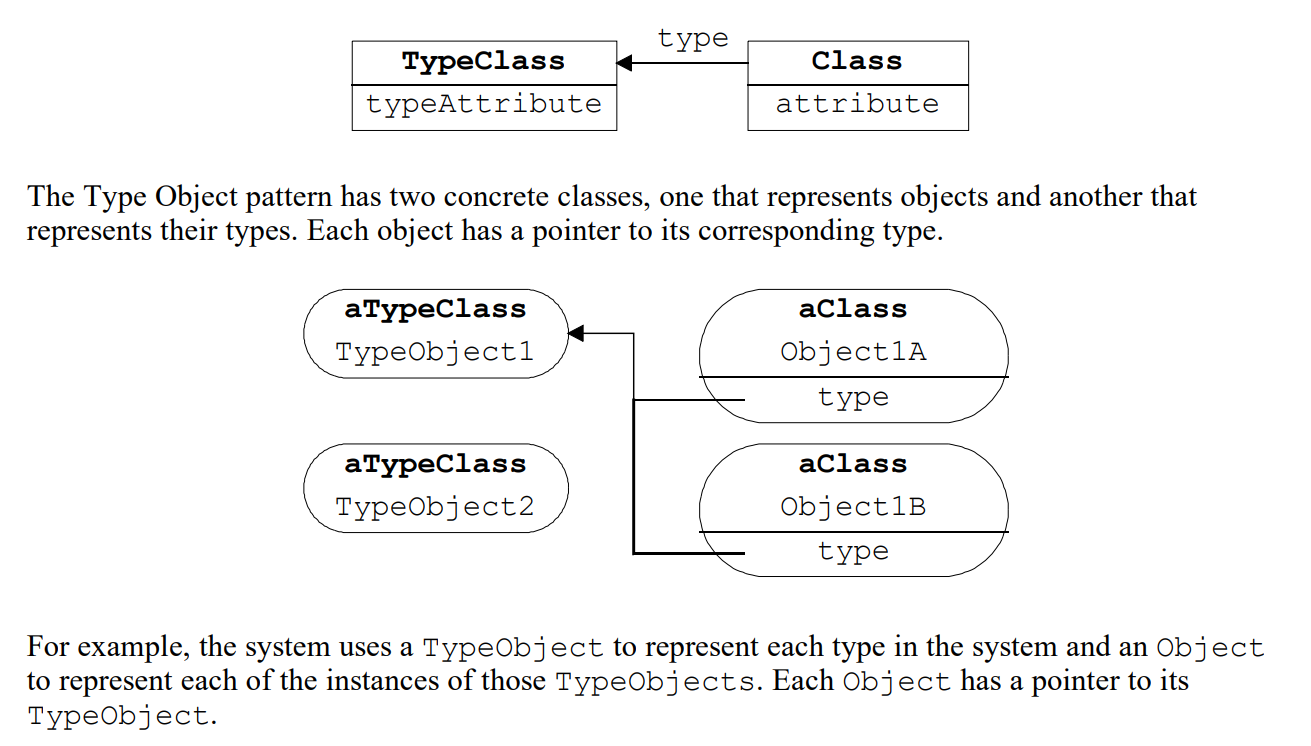 type
TypeClass
Class
typeAttribute
attribute
The Type Object pattern has two concrete classes, one that represents objects and another that
represents their types. Each object has a pointer to its corresponding type.
aTypeClass
TypeObject1
aClass
Object1A
type
aTypeClass
TypeObject2
aClass
Object1B
type
For example, the system uses a TypeObject to represent each type in the system and an Object
to represent each of the instances of those TypeObjects. Each Object has a pointer to its
TypeObject.